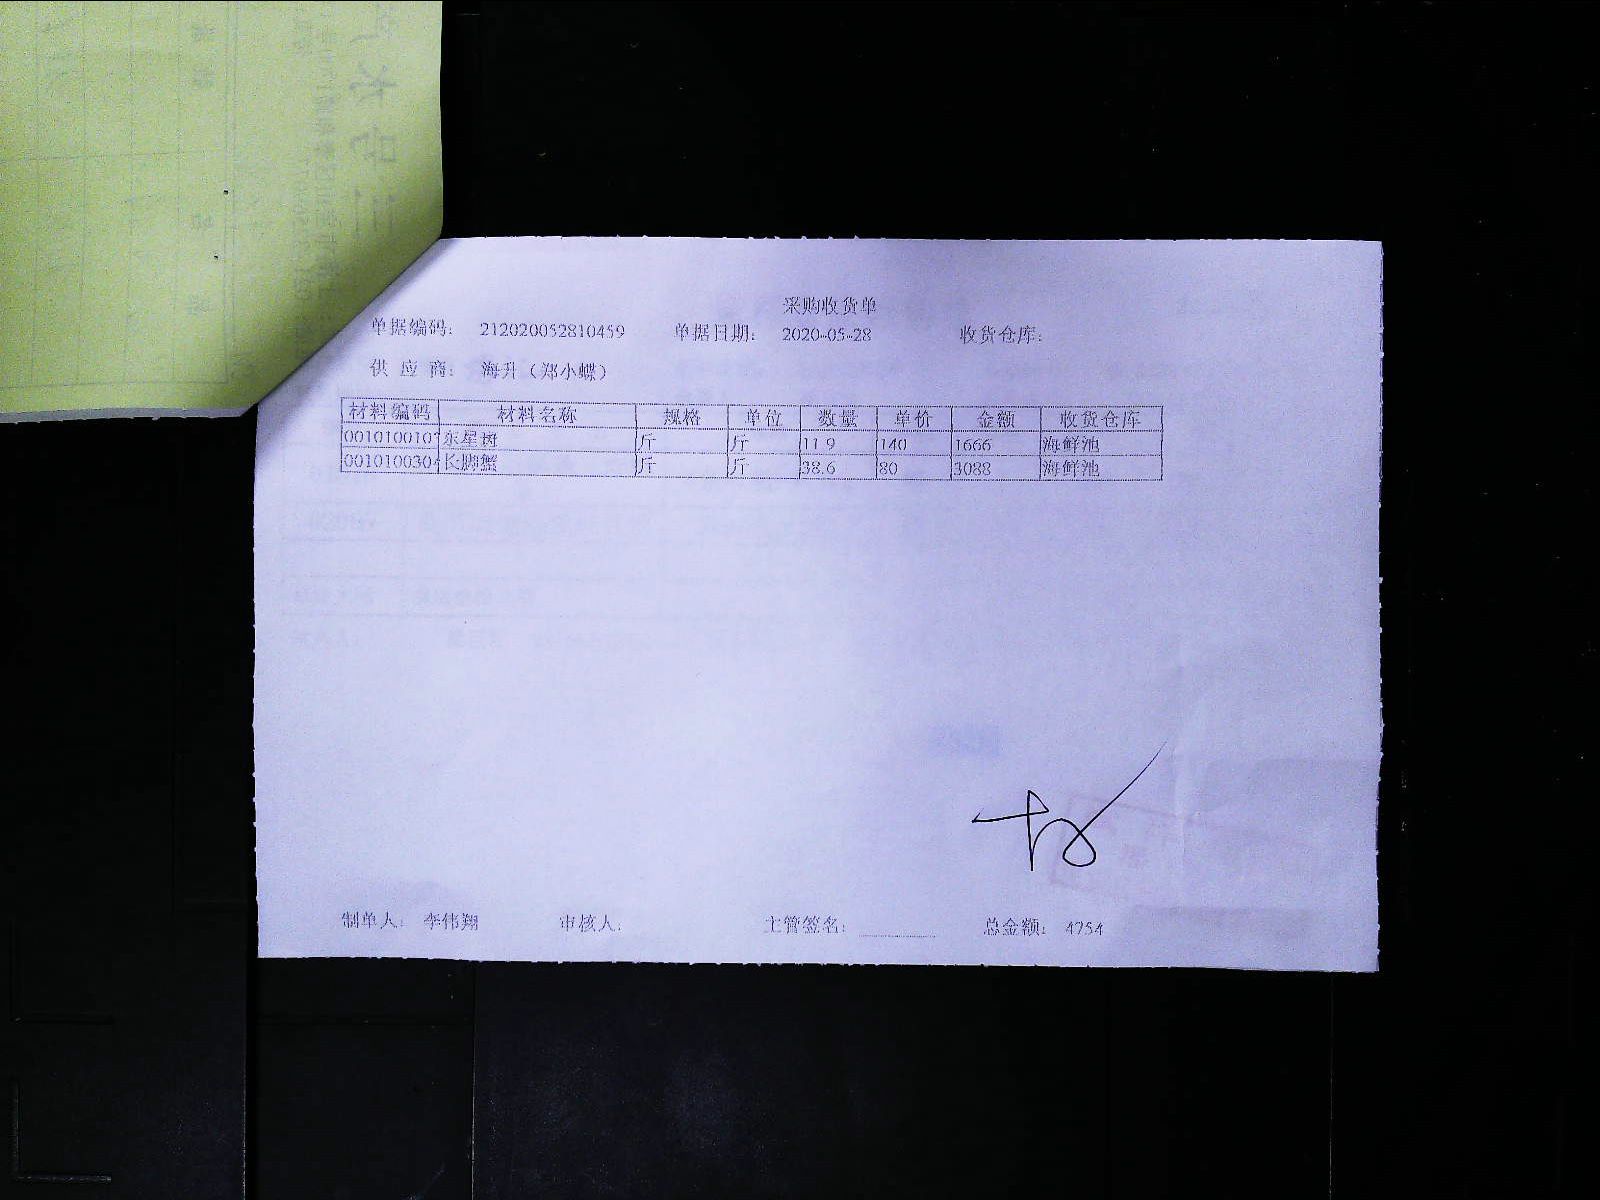 采购收货单
单据编码: 212020052810459 单据日期: 2020-05-28 收货仓库:
供应商: 海升（郑小蝶）
材料编码 材料名称 规格 单位 数量 单价 金额 收货仓库
001010010 东星斑 斤 斤 11.9 140 1666 海鲜池
001010030 长脚蟹 斤 斤 38.6 80 3088 海鲜池
制单人: 李伟翔 审核人: 主管签名: 总金额: 4754